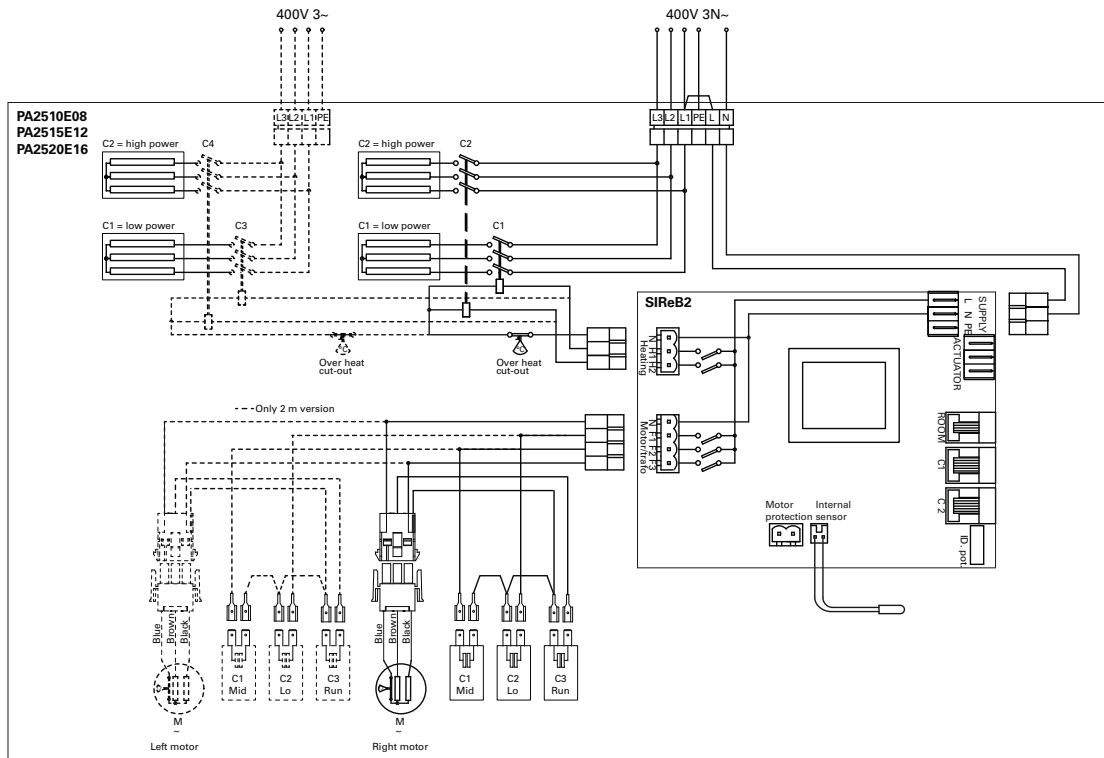 400V 3~
400V 3N~
PA2510E08
PA2515E12
PA2520E16
L3 L2 L1 PE
L3 L2 L1 PE L N
C2 = high power
C4
C2 = high power
C2
C1 = low power
C3
C1 = low power
C1
SIReB2
L N PE
SUPPLY
ACTUATOR
N H1 H2
Heating
°C
Over heat
cut-out
°C
Over heat
cut-out
--- Only 2 m version
N F1 F2 F3
Motor/trafo
ROOM
C1
C 2
ID. pot.
Motor
protection
Internal
sensor
Blue
Brown
Black
Blue
Brown
Black
C1
Mid
C2
Lo
C3
Run
C1
Mid
C2
Lo
C3
Run
M
~
Left motor
M
~
Right motor